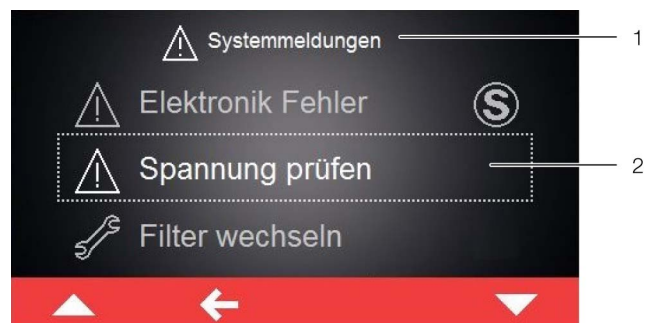 Systemmeldungen
1
Elektronik Fehler S
Spannung prüfen
2
Filter wechseln